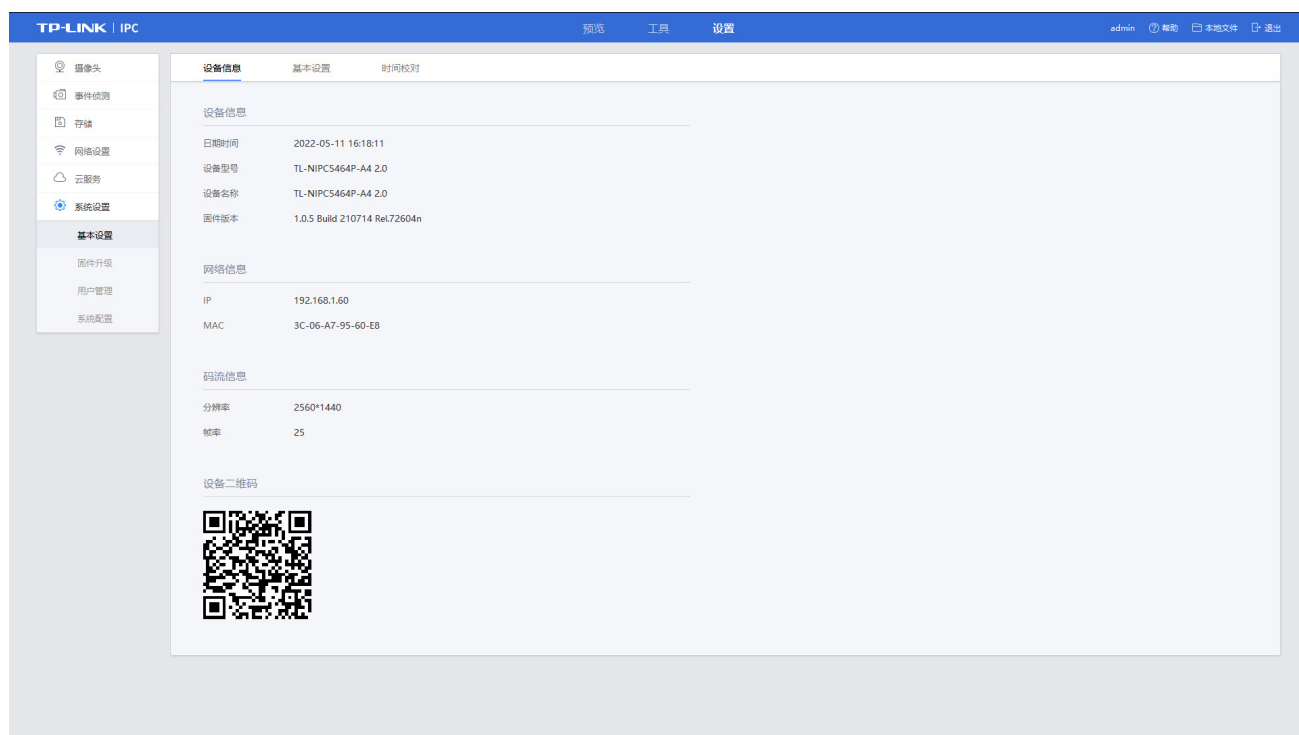 TP-LINK | IPC
预览 工具 设置
admin 帮助 本地文件 退出
摄像头
事件侦测
存储
网络设置
云服务
系统设置
基本设置
固件升级
用户管理
系统配置
设备信息 基本设置 时间校对
设备信息
日期时间 2022-05-11 16:18:11
设备型号 TL-NIPC5464P-A4 2.0
设备名称 TL-NIPC5464P-A4 2.0
固件版本 1.0.5 Build 210714 Rel.72604n
网络信息
IP 192.168.1.60
MAC 3C-06-A7-95-60-E8
码流信息
分辨率 2560*1440
帧率 25
设备二维码